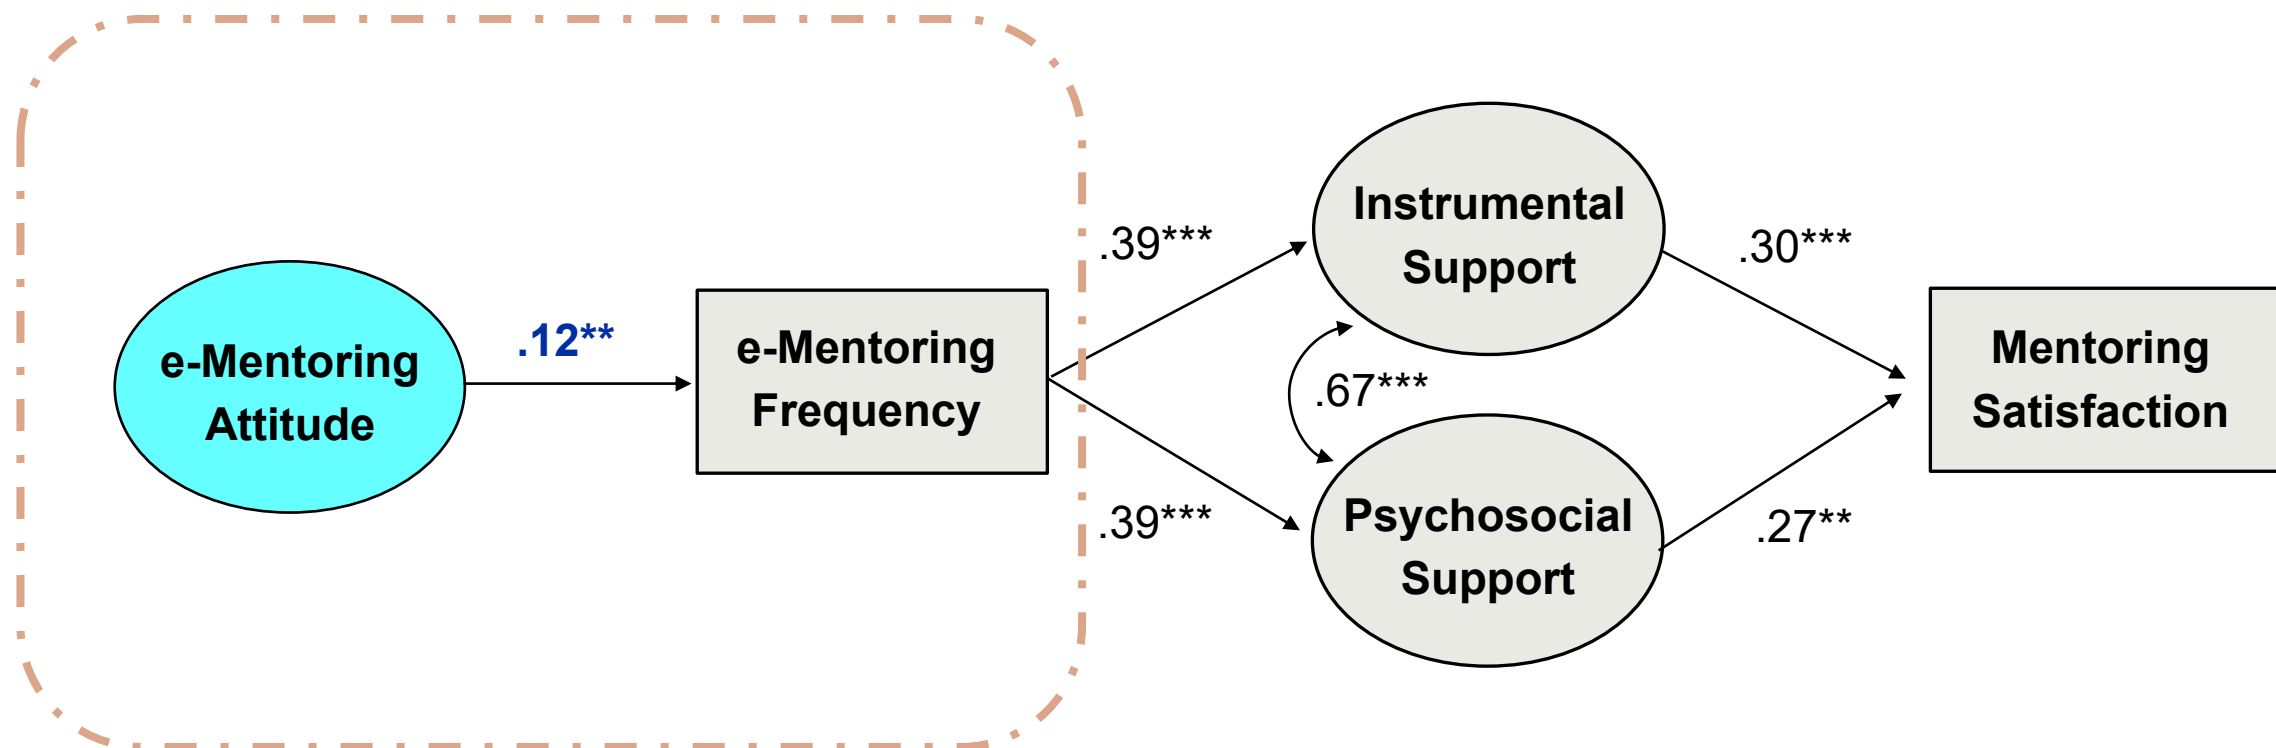 e-Mentoring
Attitude
.12**
e-Mentoring
Frequency
.39***
.39***
Instrumental
Support
.67***
Psychosocial
Support
.30***
.27**
Mentoring
Satisfaction